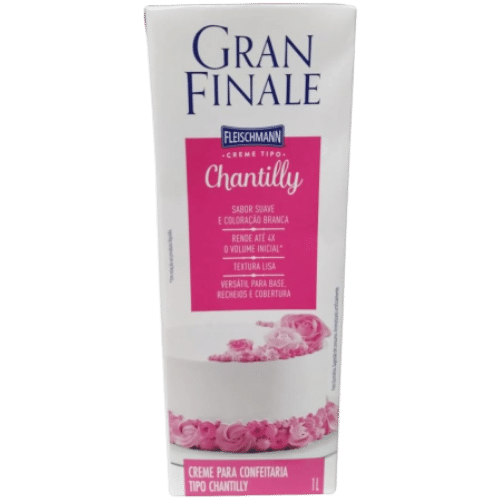 GRAN
FINALE
FLEISCHMANN
CREME TIPO
Chantilly
SABOR SUAVE
E COLORAÇÃO BRANCA
RENDE ATÉ 4X
O VOLUME INICIAL*
TEXTURA LISA
VERSÁTIL PARA BASE,
RECHEIOS E COBERTURA
CREME PARA CONFEITARIA
TIPO CHANTILLY
1L